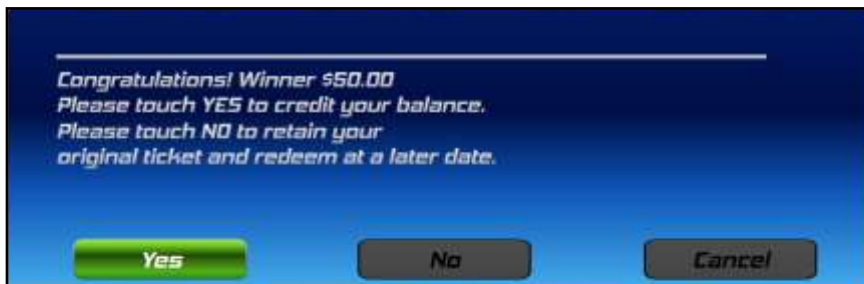 Congratulations! Winner $50.00
Please touch YES to credit your balance.
Please touch NO to retain your
original ticket and redeem at a later date.
Yes
No
Cancel